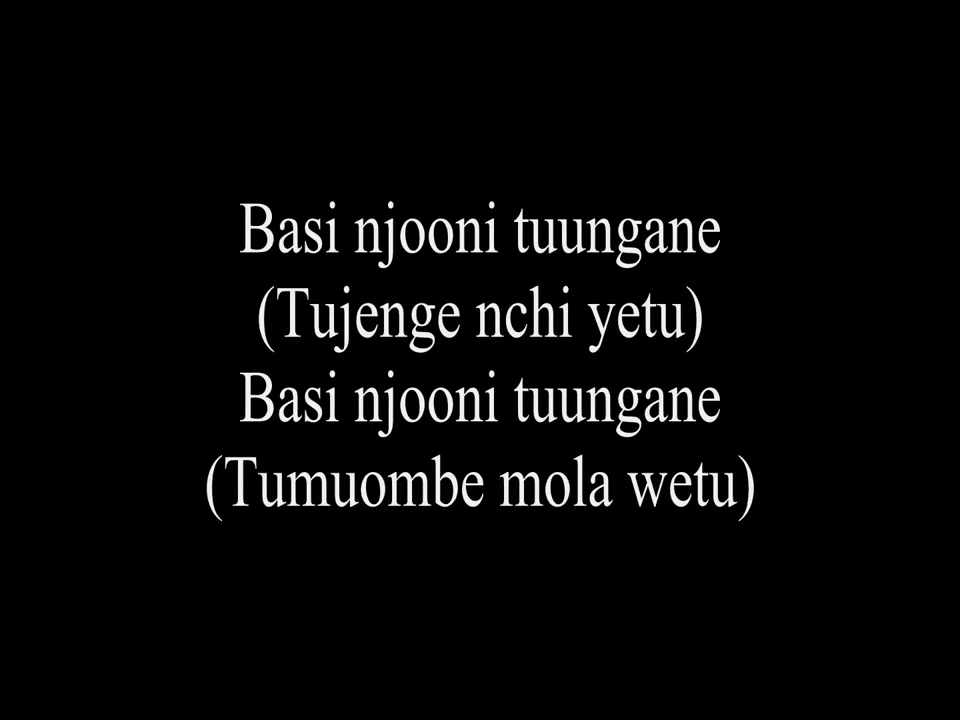 Basi njooni tuungane
(Tujenge nchi yetu)
Basi njooni tuungane
(Tumuombe mola wetu)